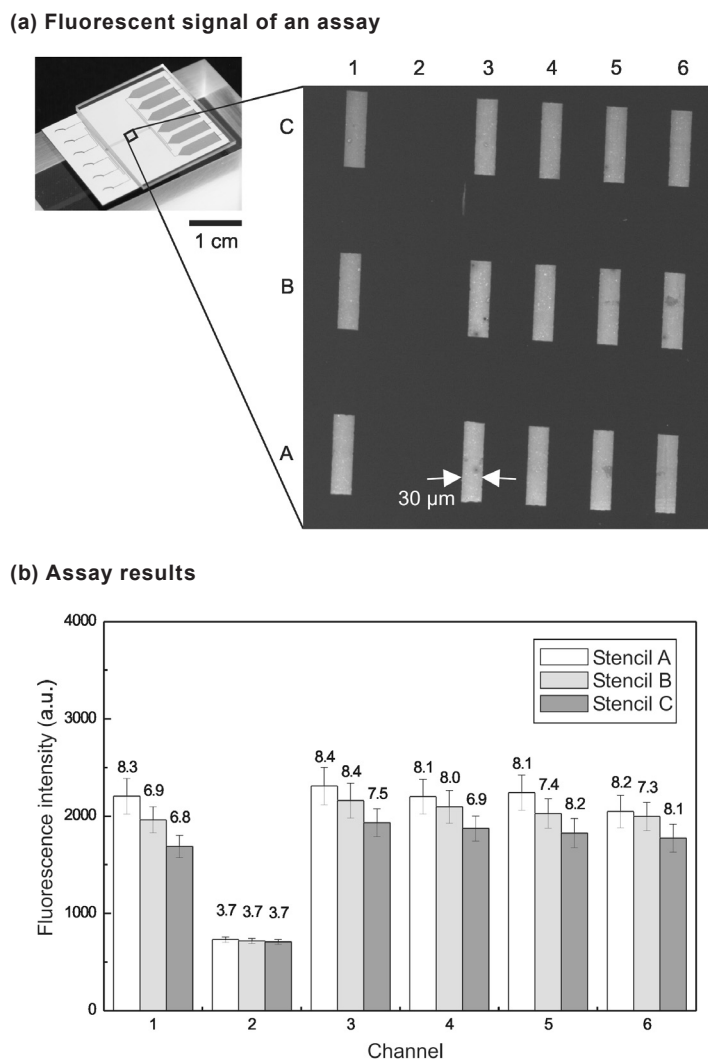 (a) Fluorescent signal of an assay
1 2 3 4 5 6
C
1 cm
B
A
30 µm
(b) Assay results
4000
Stencil A
Stencil B
Stencil C
3000
Fluorescence intensity (a.u.)
8.3 6.9 6.8
3.7 3.7 3.7
8.4 8.4 7.5
8.1 8.0 6.9
8.1 7.4 8.2
8.2 7.3 8.1
2000
1000
0
1 2 3 4 5 6
Channel